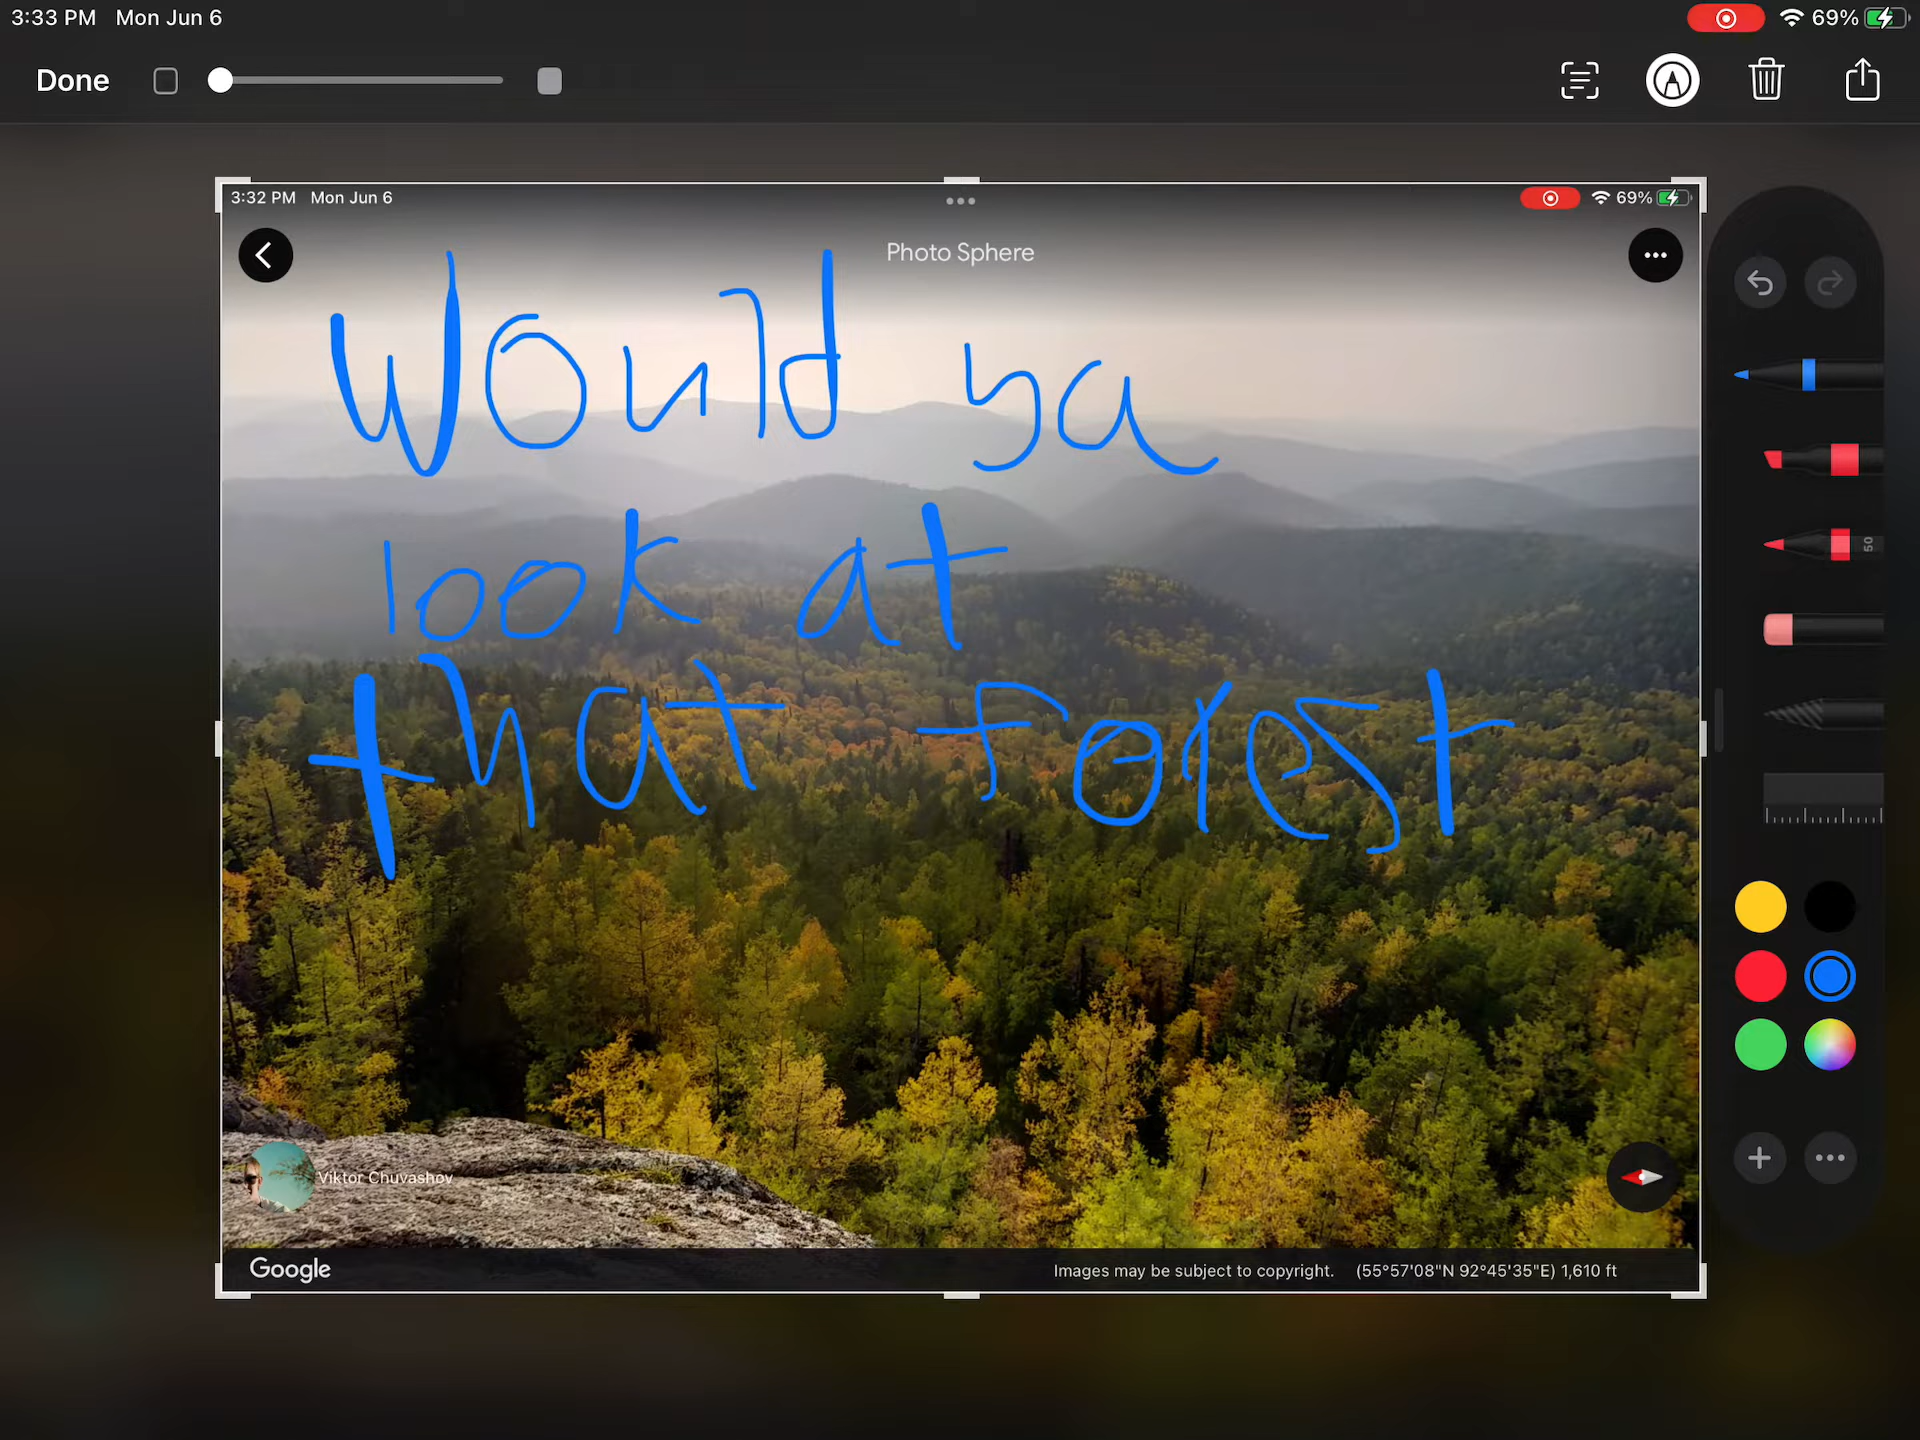 3:33 PM Mon Jun 6 69%
Done
3:32 PM Mon Jun 6 69%
Photo Sphere
Would ya
look at
that forest
50
Viktor Chuvashov
Google Images may be subject to copyright. (55°57'08"N 92°45'35"E) 1,610 ft